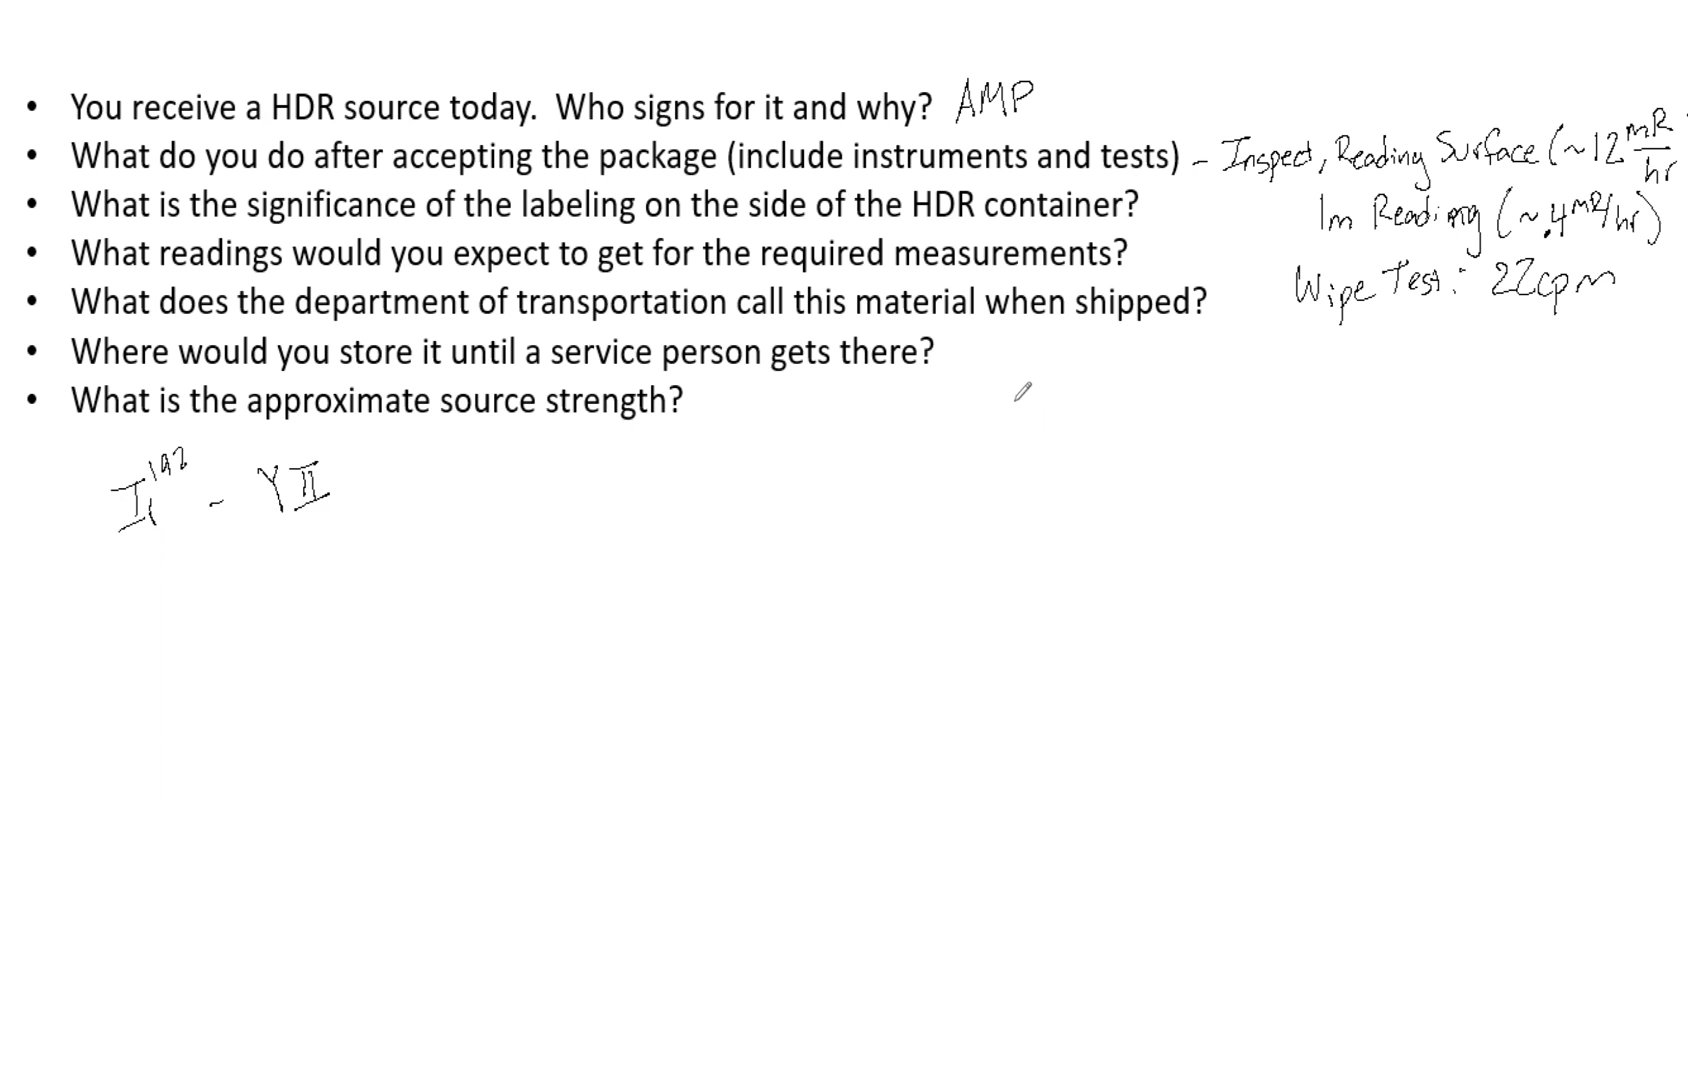 • You receive a HDR source today. Who signs for it and why? AMP
• What do you do after accepting the package (include instruments and tests) - Inspect, Reading Surface (~12 mR/hr
• What is the significance of the labeling on the side of the HDR container? 1m Reading (~.4 mR/hr)
• What readings would you expect to get for the required measurements?
Wipe Test: 22cpm
• What does the department of transportation call this material when shipped?
• Where would you store it until a service person gets there?
• What is the approximate source strength?
Ir192 - YII